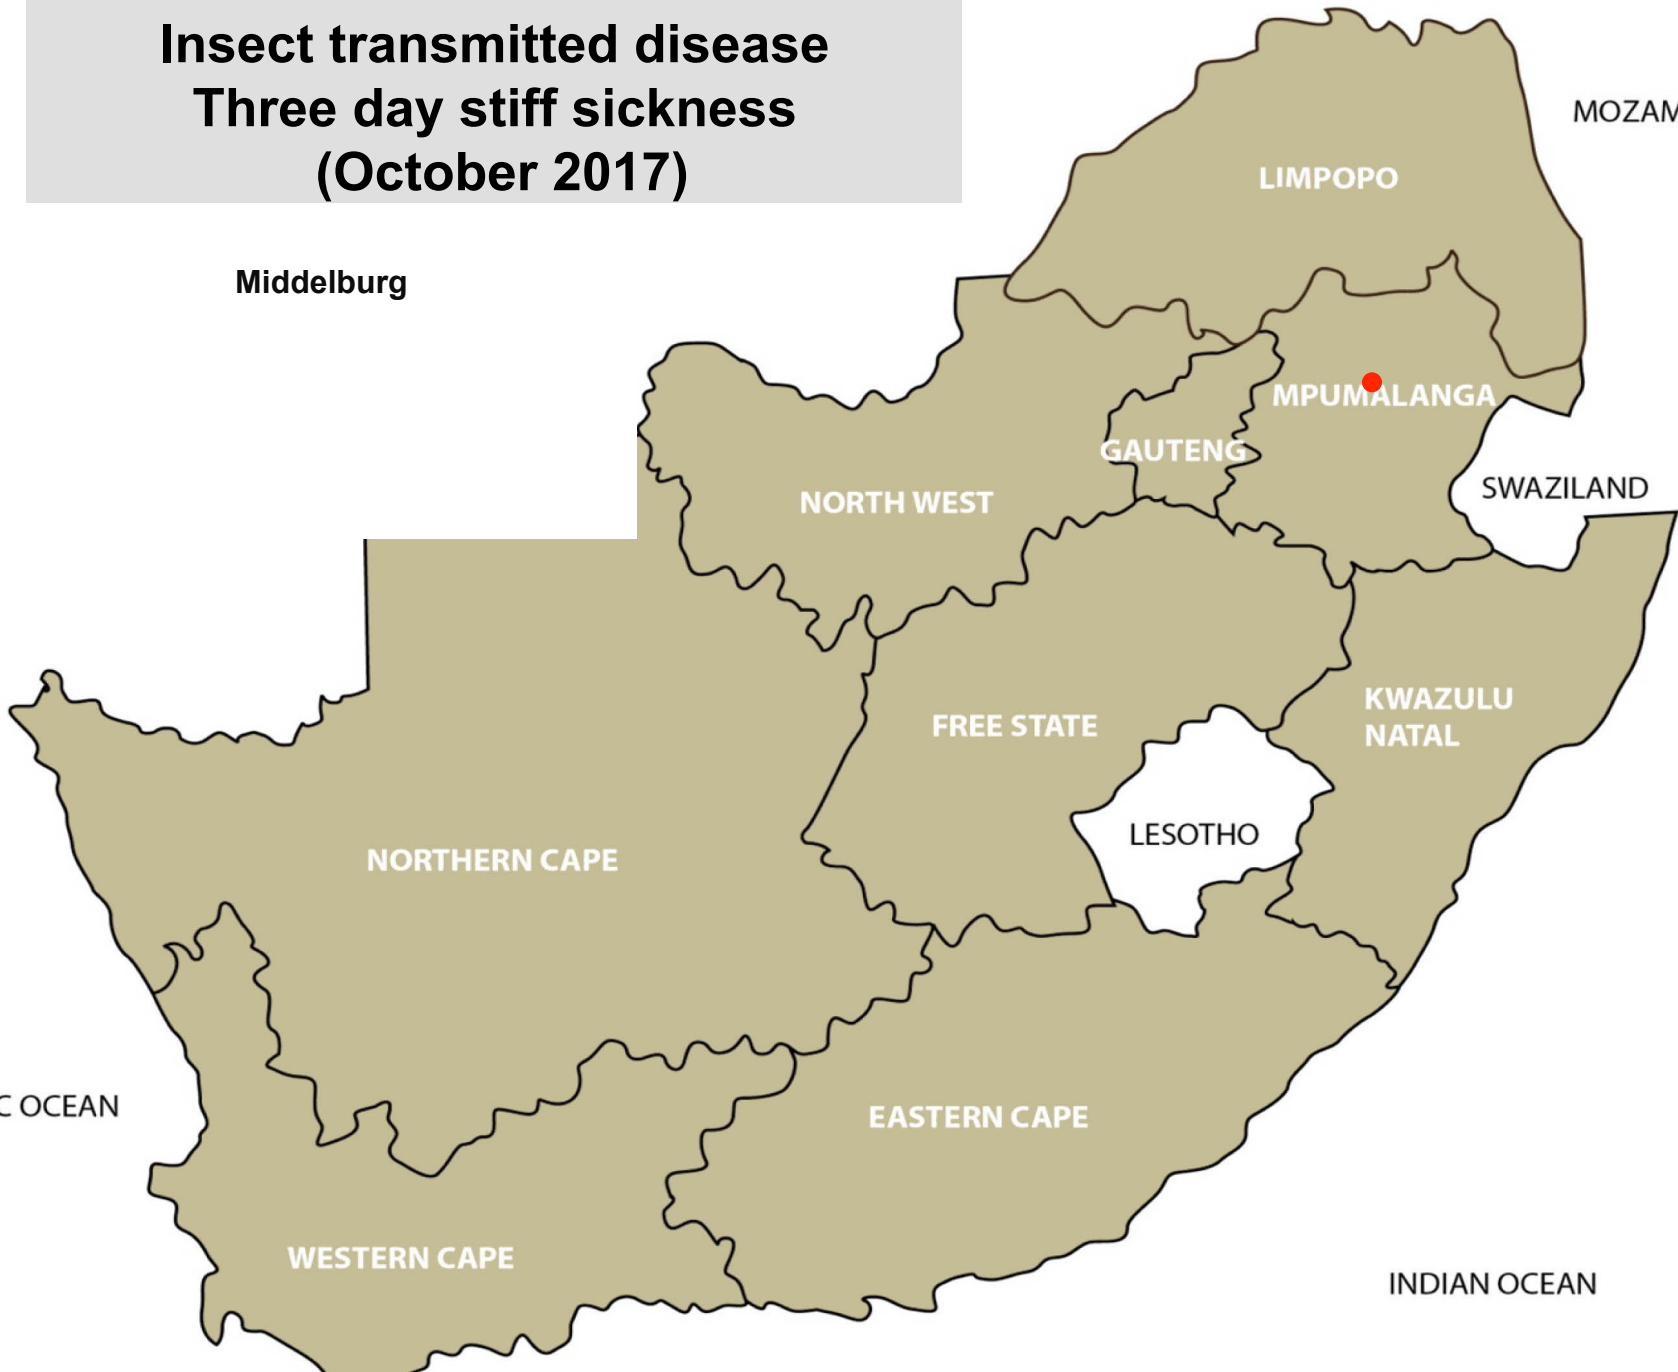 Insect transmitted disease
Three day stiff sickness
(October 2017)
MOZAM
LIMPOPO
Middelburg
MPUMALANGA
GAUTENG
SWAZILAND
NORTH WEST
KWAZULU
NATAL
FREE STATE
LESOTHO
NORTHERN CAPE
C OCEAN
EASTERN CAPE
WESTERN CAPE
INDIAN OCEAN